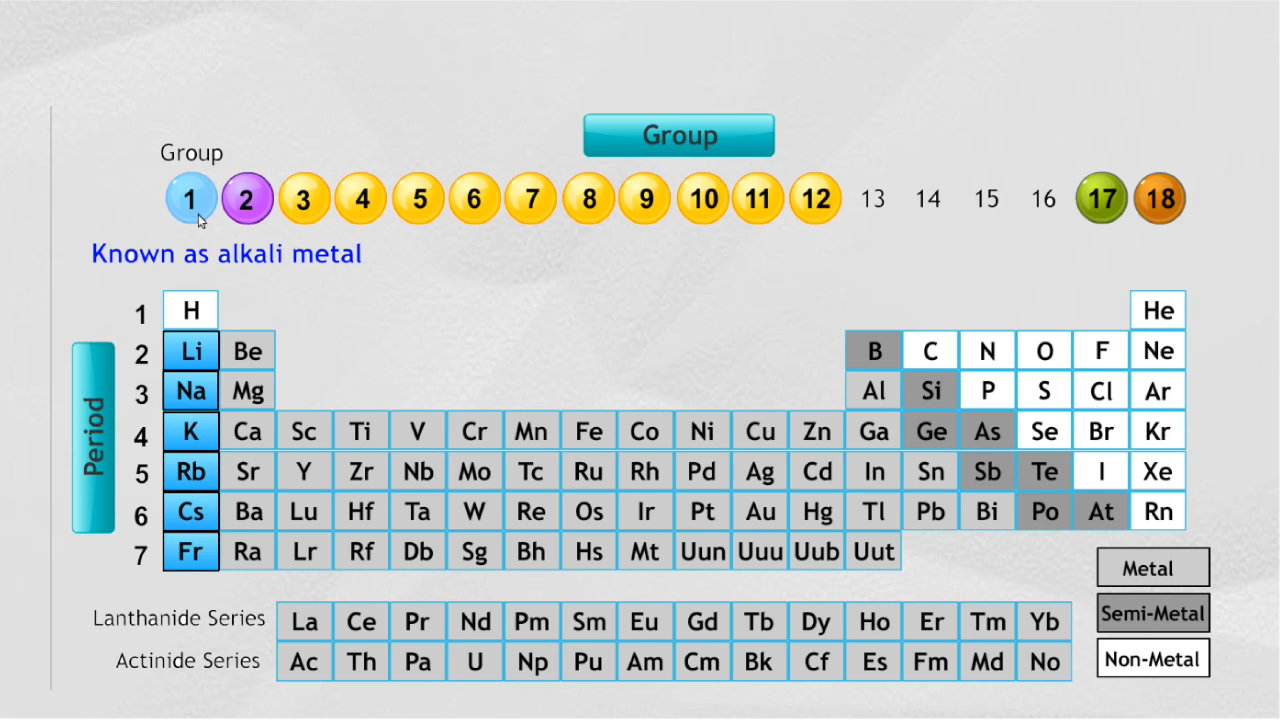 Group
Group
1 2 3 4 5 6 7 8 9 10 11 12 13 14 15 16 17 18
Known as alkali metal
1 H He
2 Li Be B C N O F Ne
3 Na Mg Al Si P S Cl Ar
4 K Ca Sc Ti V Cr Mn Fe Co Ni Cu Zn Ga Ge As Se Br Kr
5 Rb Sr Y Zr Nb Mo Tc Ru Rh Pd Ag Cd In Sn Sb Te I Xe
6 Cs Ba Lu Hf Ta W Re Os Ir Pt Au Hg Tl Pb Bi Po At Rn
7 Fr Ra Lr Rf Db Sg Bh Hs Mt Uun Uuu Uub Uut
Period
Metal
Semi-Metal
Non-Metal
Lanthanide Series La Ce Pr Nd Pm Sm Eu Gd Tb Dy Ho Er Tm Yb
Actinide Series Ac Th Pa U Np Pu Am Cm Bk Cf Es Fm Md No